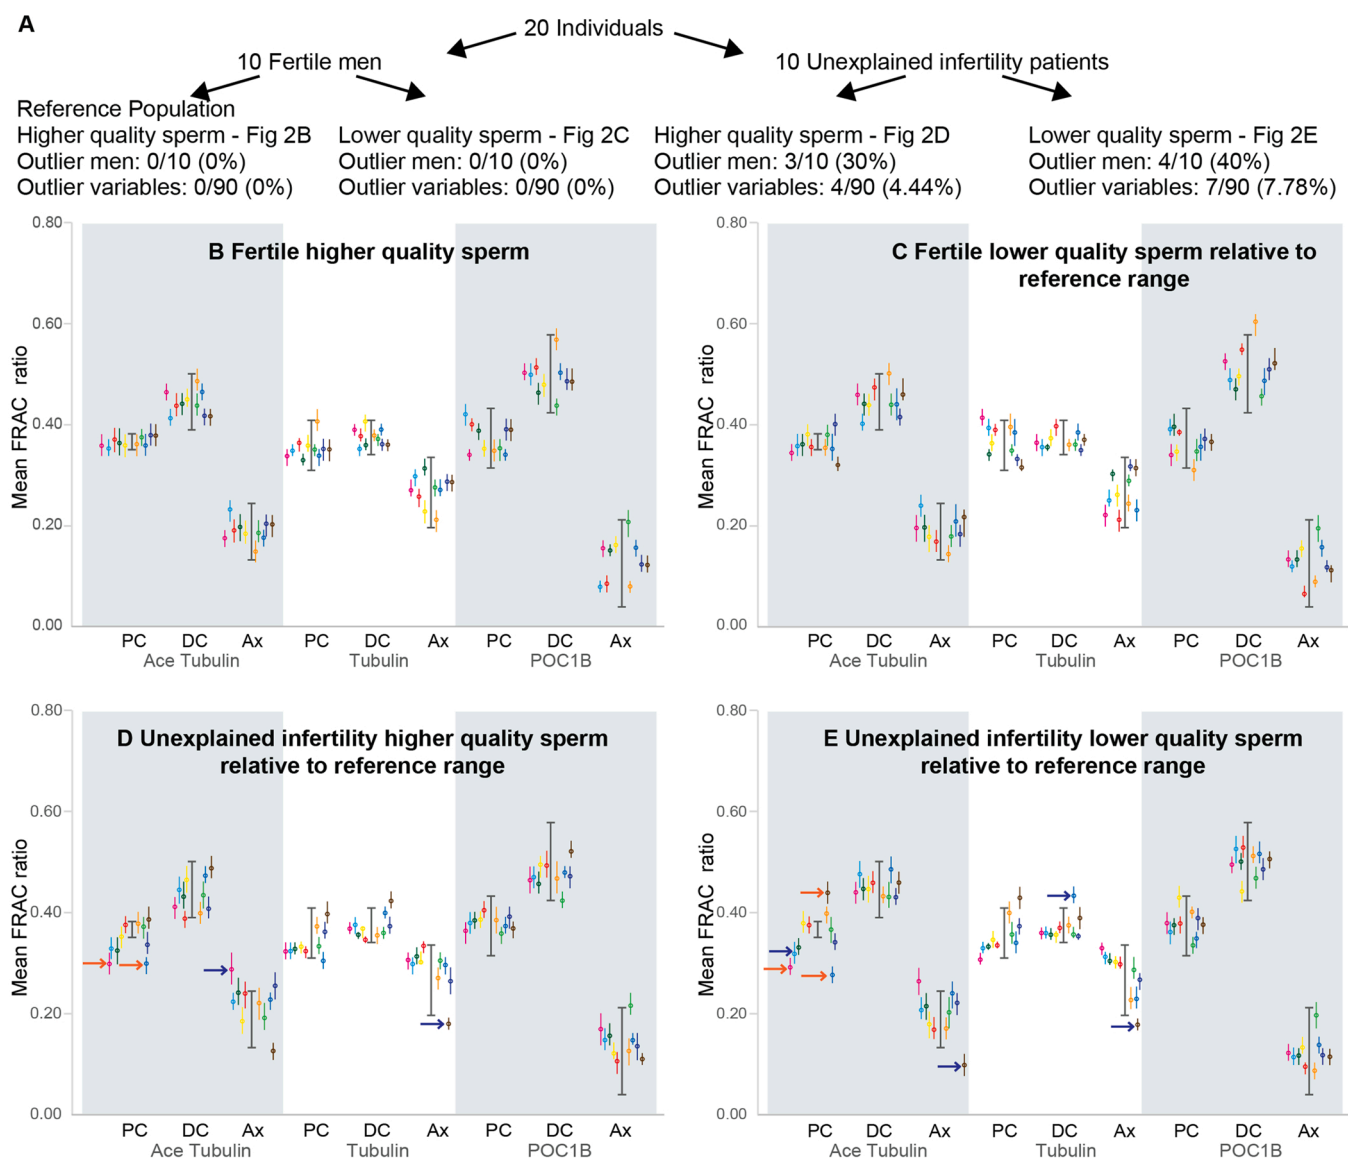 A
20 Individuals
10 Fertile men
10 Unexplained infertility patients
Reference Population
Higher quality sperm - Fig 2B
Outlier men: 0/10 (0%)
Outlier variables: 0/90 (0%)
Lower quality sperm - Fig 2C
Outlier men: 0/10 (0%)
Outlier variables: 0/90 (0%)
Higher quality sperm - Fig 2D
Outlier men: 3/10 (30%)
Outlier variables: 4/90 (4.44%)
Lower quality sperm - Fig 2E
Outlier men: 4/10 (40%)
Outlier variables: 7/90 (7.78%)
B Fertile higher quality sperm
Mean FRAC ratio
0.80
0.60
0.40
0.20
0.00
PC DC Ax PC DC Ax PC DC Ax
Ace Tubulin Tubulin POC1B
C Fertile lower quality sperm relative to
reference range
Mean FRAC ratio
0.80
0.60
0.40
0.20
0.00
PC DC Ax PC DC Ax PC DC Ax
Ace Tubulin Tubulin POC1B
D Unexplained infertility higher quality sperm
relative to reference range
Mean FRAC ratio
0.80
0.60
0.40
0.20
0.00
PC DC Ax PC DC Ax PC DC Ax
Ace Tubulin Tubulin POC1B
E Unexplained infertility lower quality sperm
relative to reference range
Mean FRAC ratio
0.80
0.60
0.40
0.20
0.00
PC DC Ax PC DC Ax PC DC Ax
Ace Tubulin Tubulin POC1B